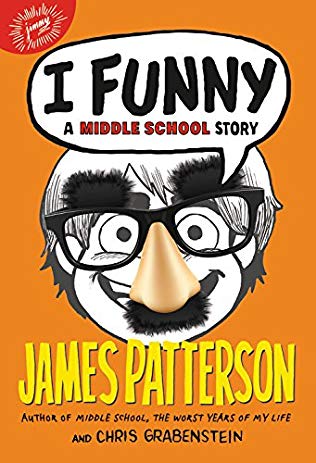 jimmy
I FUNNY
A MIDDLE SCHOOL STORY
JAMES PATTERSON
AUTHOR OF MIDDLE SCHOOL, THE WORST YEARS OF MY LIFE
AND CHRIS GRABENSTEIN